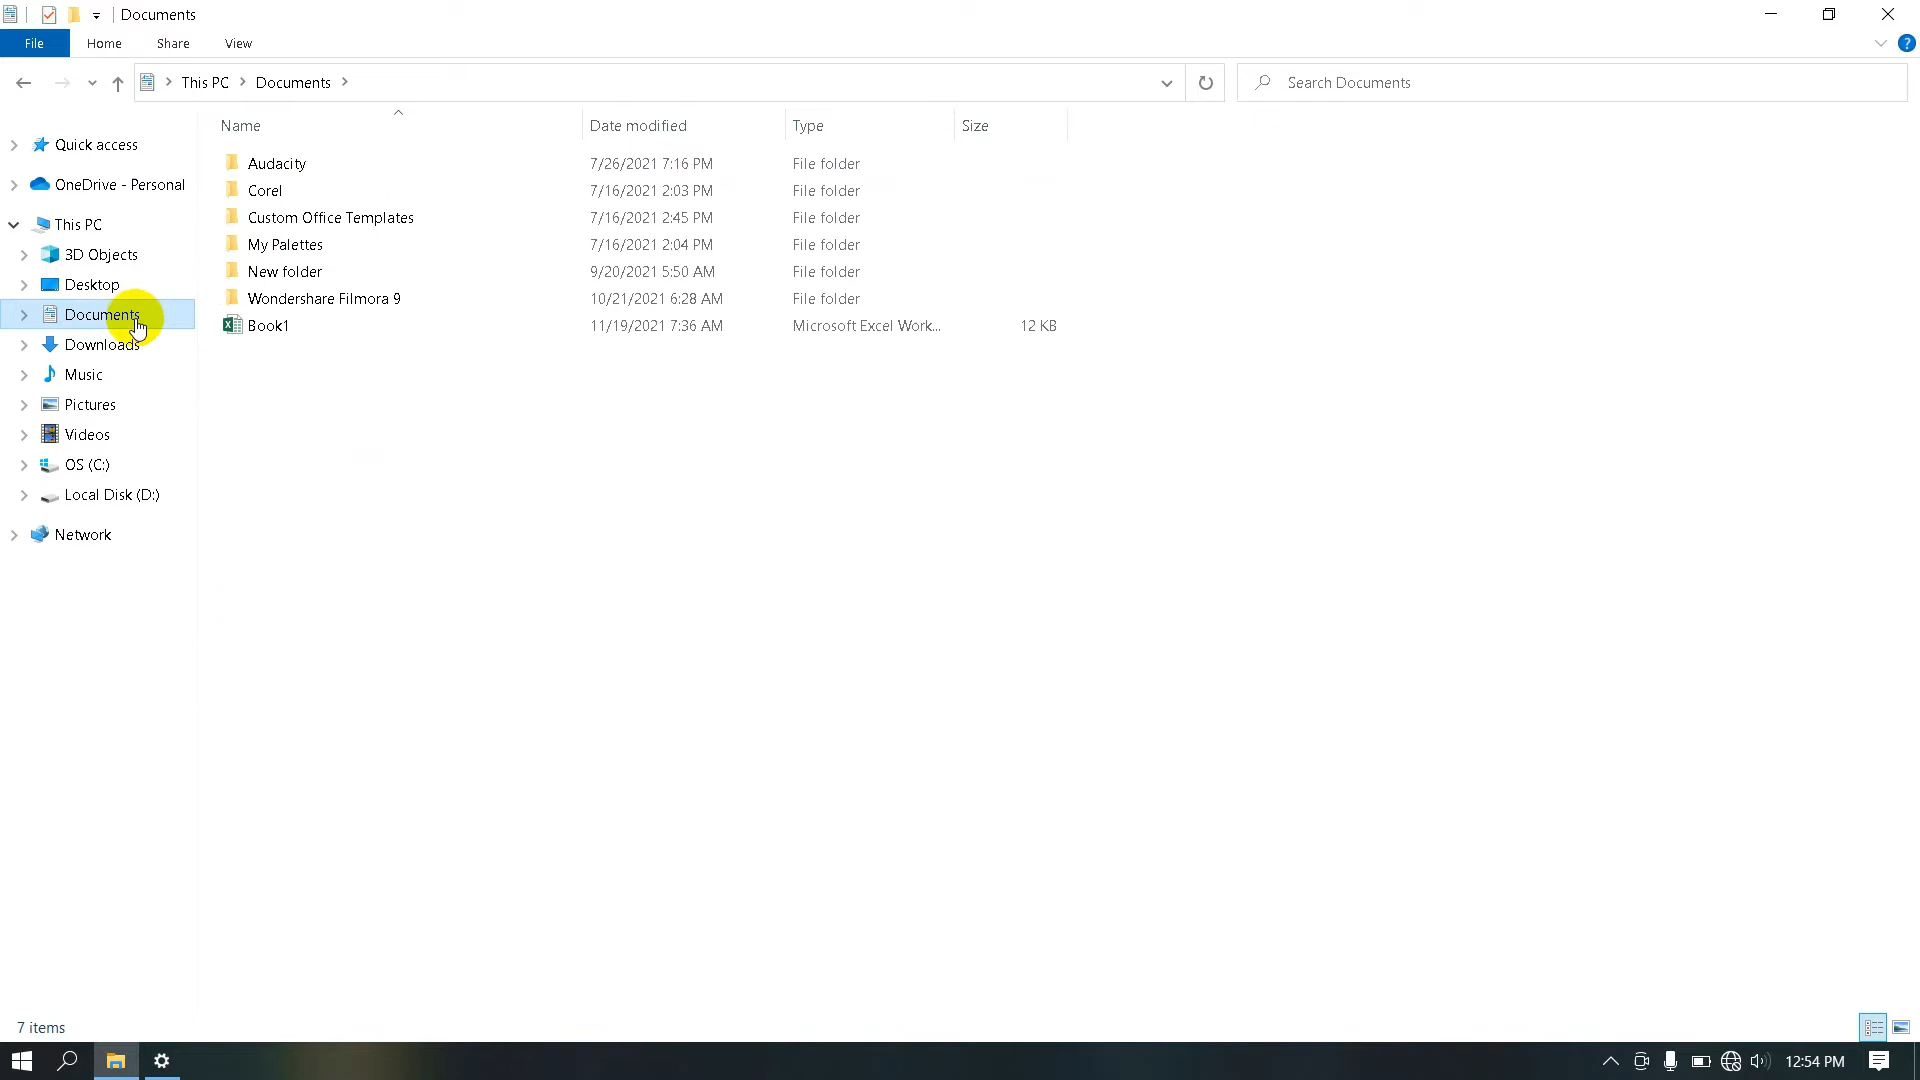 Documents
File Home Share View
This PC Documents Search Documents
Name Date modified Type Size
Quick access
OneDrive - Personal
This PC
3D Objects
Desktop
Documents
Downloads
Music
Pictures
Videos
OS (C:)
Local Disk (D:)
Network
Audacity 7/26/2021 7:16 PM File folder
Corel 7/16/2021 2:03 PM File folder
Custom Office Templates 7/16/2021 2:45 PM File folder
My Palettes 7/16/2021 2:04 PM File folder
New folder 9/20/2021 5:50 AM File folder
Wondershare Filmora 9 10/21/2021 6:28 AM File folder
Book1 11/19/2021 7:36 AM Microsoft Excel Work... 12 KB
7 items
12:54 PM